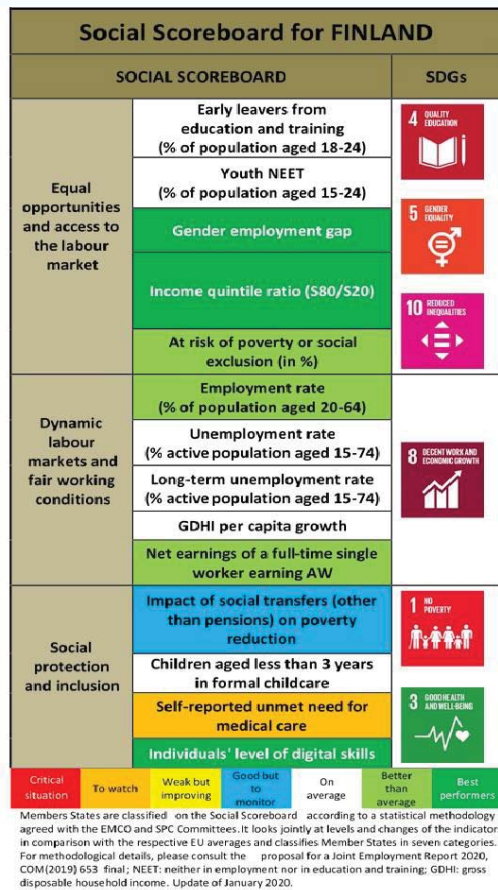 Social Scoreboard for FINLAND
SOCIAL SCOREBOARD
SDGs
Equal
opportunities
and access to
the labour
market
Early leavers from
education and training
(% of population aged 18-24)
Youth NEET
(% of population aged 15-24)
Gender employment gap
Income quintile ratio (S80/S20)
At risk of poverty or social
exclusion (in %)
4 QUALITY
EDUCATION
5 GENDER
EQUALITY
10 REDUCED
INEQUALITIES
Dynamic
labour
markets and
fair working
conditions
Employment rate
(% of population aged 20-64)
Unemployment rate
(% active population aged 15-74)
Long-term unemployment rate
(% active population aged 15-74)
GDHI per capita growth
Net earnings of a full-time single
worker earning AW
8 DECENT WORK AND
ECONOMIC GROWTH
Social
protection
and inclusion
Impact of social transfers (other
than pensions) on poverty
reduction
Children aged less than 3 years
in formal childcare
Self-reported unmet need for
medical care
Individuals' level of digital skills
1 NO
POVERTY
3 GOOD HEALTH
AND WELL-BEING
Critical
situation
To watch
Weak but
improving
Good but
to
monitor
On
average
Better
than
average
Best
performers
Members States are classified on the Social Scoreboard according to a statistical methodology
agreed with the EMCO and SPC Committees. It looks jointly at levels and changes of the indicators
in comparison with the respective EU averages and classifies Member States in seven categories.
For methodological details, please consult the proposal for a Joint Employment Report 2020,
COM(2019) 653 final; NEET: neither in employment nor in education and training; GDHI: gross
disposable household income. Update of January 2020.